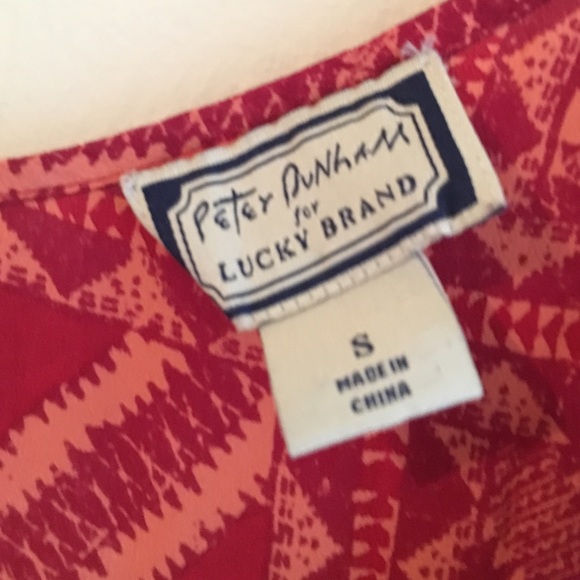 Peter Dunham
for
LUCKY BRAND
S
MADE IN
CHINA